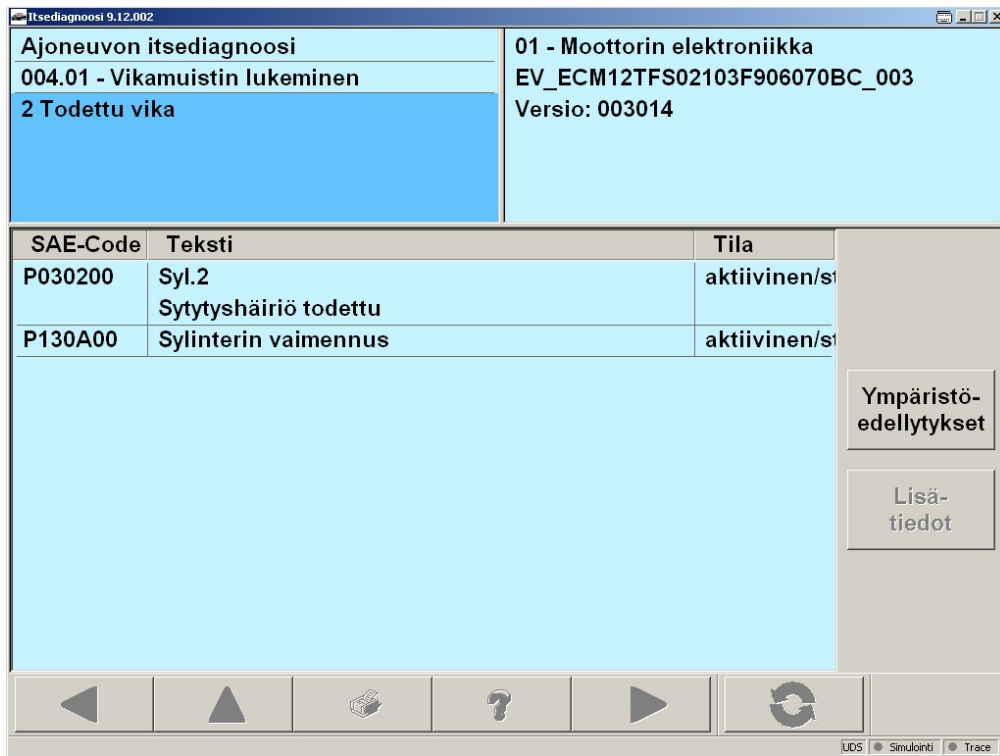 Itsediagnoosi 9.12.002
Ajoneuvon itsediagnoosi
004.01 - Vikamuistin lukeminen
2 Todettu vika
01 - Moottorin elektroniikka
EV_ECM12TFS02103F906070BC_003
Versio: 003014
SAE-Code Teksti Tila
P030200 Syl.2 aktiivinen/st
Sytytyshäiriö todettu
P130A00 Sylinterin vaimennus aktiivinen/st
Ympäristö-
edellytykset
Lisä-
tiedot
UDS Simulointi Trace